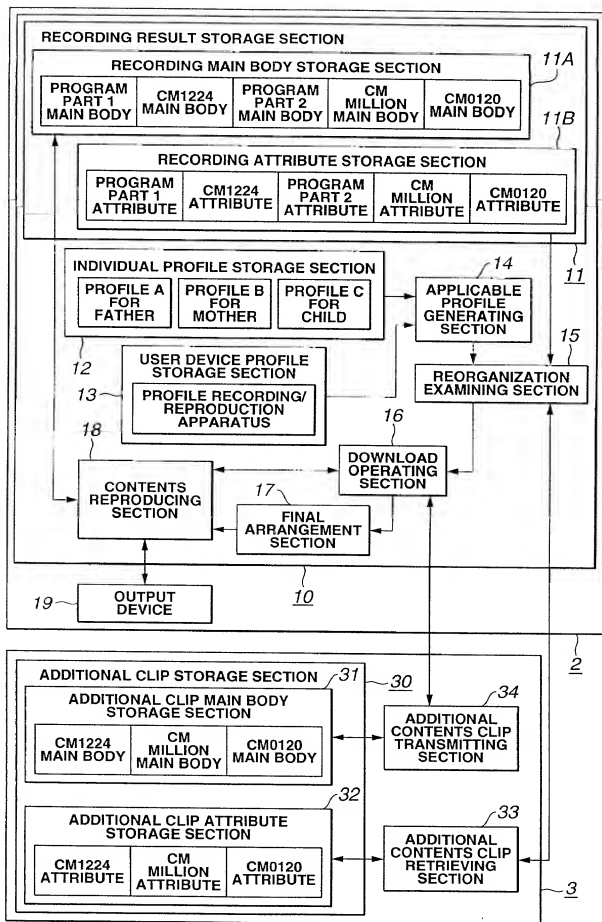 RECORDING RESULT STORAGE SECTION
RECORDING MAIN BODY STORAGE SECTION
11A
PROGRAM PART 1 MAIN BODY
CM1224 MAIN BODY
PROGRAM PART 2 MAIN BODY
CM MILLION MAIN BODY
CM0120 MAIN BODY
11B
RECORDING ATTRIBUTE STORAGE SECTION
PROGRAM PART 1 ATTRIBUTE
CM1224 ATTRIBUTE
PROGRAM PART 2 ATTRIBUTE
CM MILLION ATTRIBUTE
CM0120 ATTRIBUTE
11
INDIVIDUAL PROFILE STORAGE SECTION
PROFILE A FOR FATHER
PROFILE B FOR MOTHER
PROFILE C FOR CHILD
12
14
APPLICABLE PROFILE GENERATING SECTION
USER DEVICE PROFILE STORAGE SECTION
13
PROFILE RECORDING/ REPRODUCTION APPARATUS
15
REORGANIZATION EXAMINING SECTION
18
CONTENTS REPRODUCING SECTION
16
DOWNLOAD OPERATING SECTION
17
FINAL ARRANGEMENT SECTION
10
19
OUTPUT DEVICE
2
ADDITIONAL CLIP STORAGE SECTION
31
30
ADDITIONAL CLIP MAIN BODY STORAGE SECTION
CM1224 MAIN BODY
CM MILLION MAIN BODY
CM0120 MAIN BODY
34
ADDITIONAL CONTENTS CLIP TRANSMITTING SECTION
32
ADDITIONAL CLIP ATTRIBUTE STORAGE SECTION
CM1224 ATTRIBUTE
CM MILLION ATTRIBUTE
CM0120 ATTRIBUTE
33
ADDITIONAL CONTENTS CLIP RETRIEVING SECTION
3